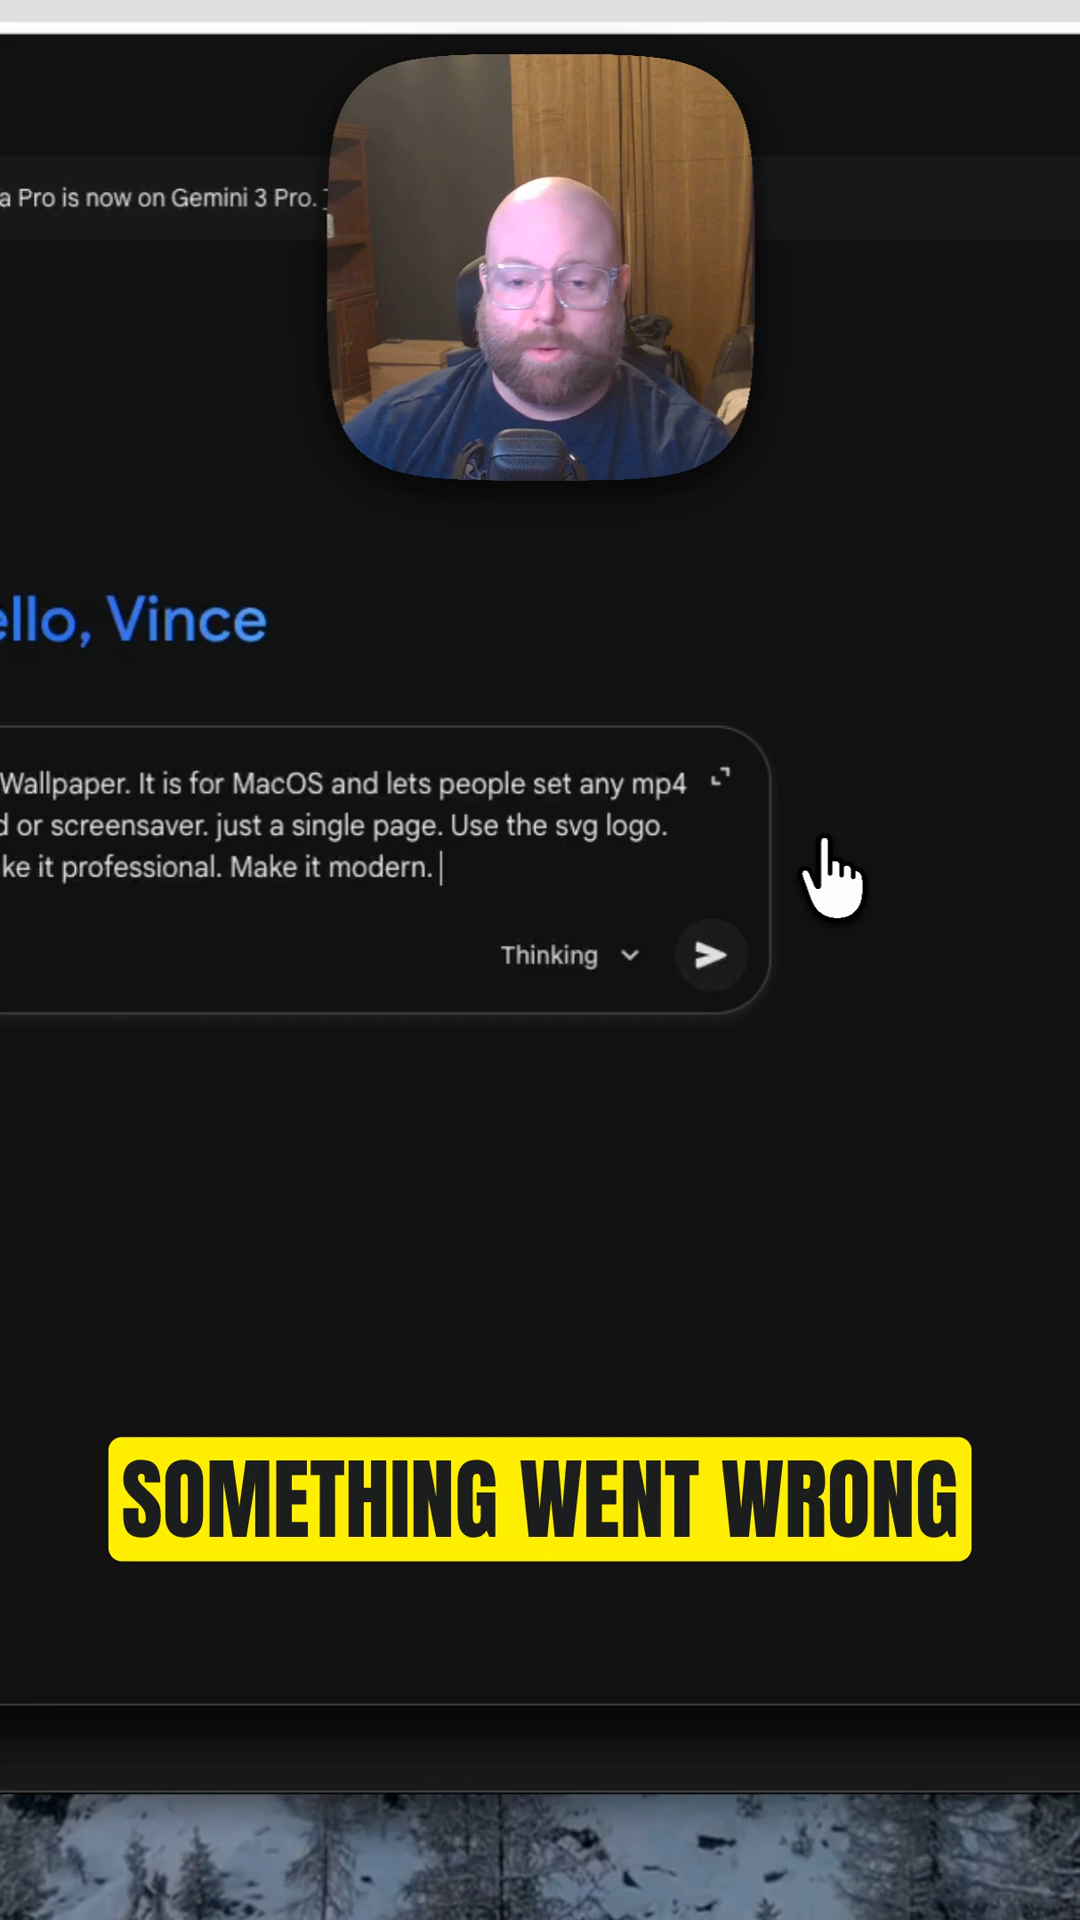 a Pro is now on Gemini 3 Pro.
ello, Vince
Wallpaper. It is for MacOS and lets people set any mp4
d or screensaver. just a single page. Use the svg logo.
ke it professional. Make it modern.
Thinking
SOMETHING WENT WRONG